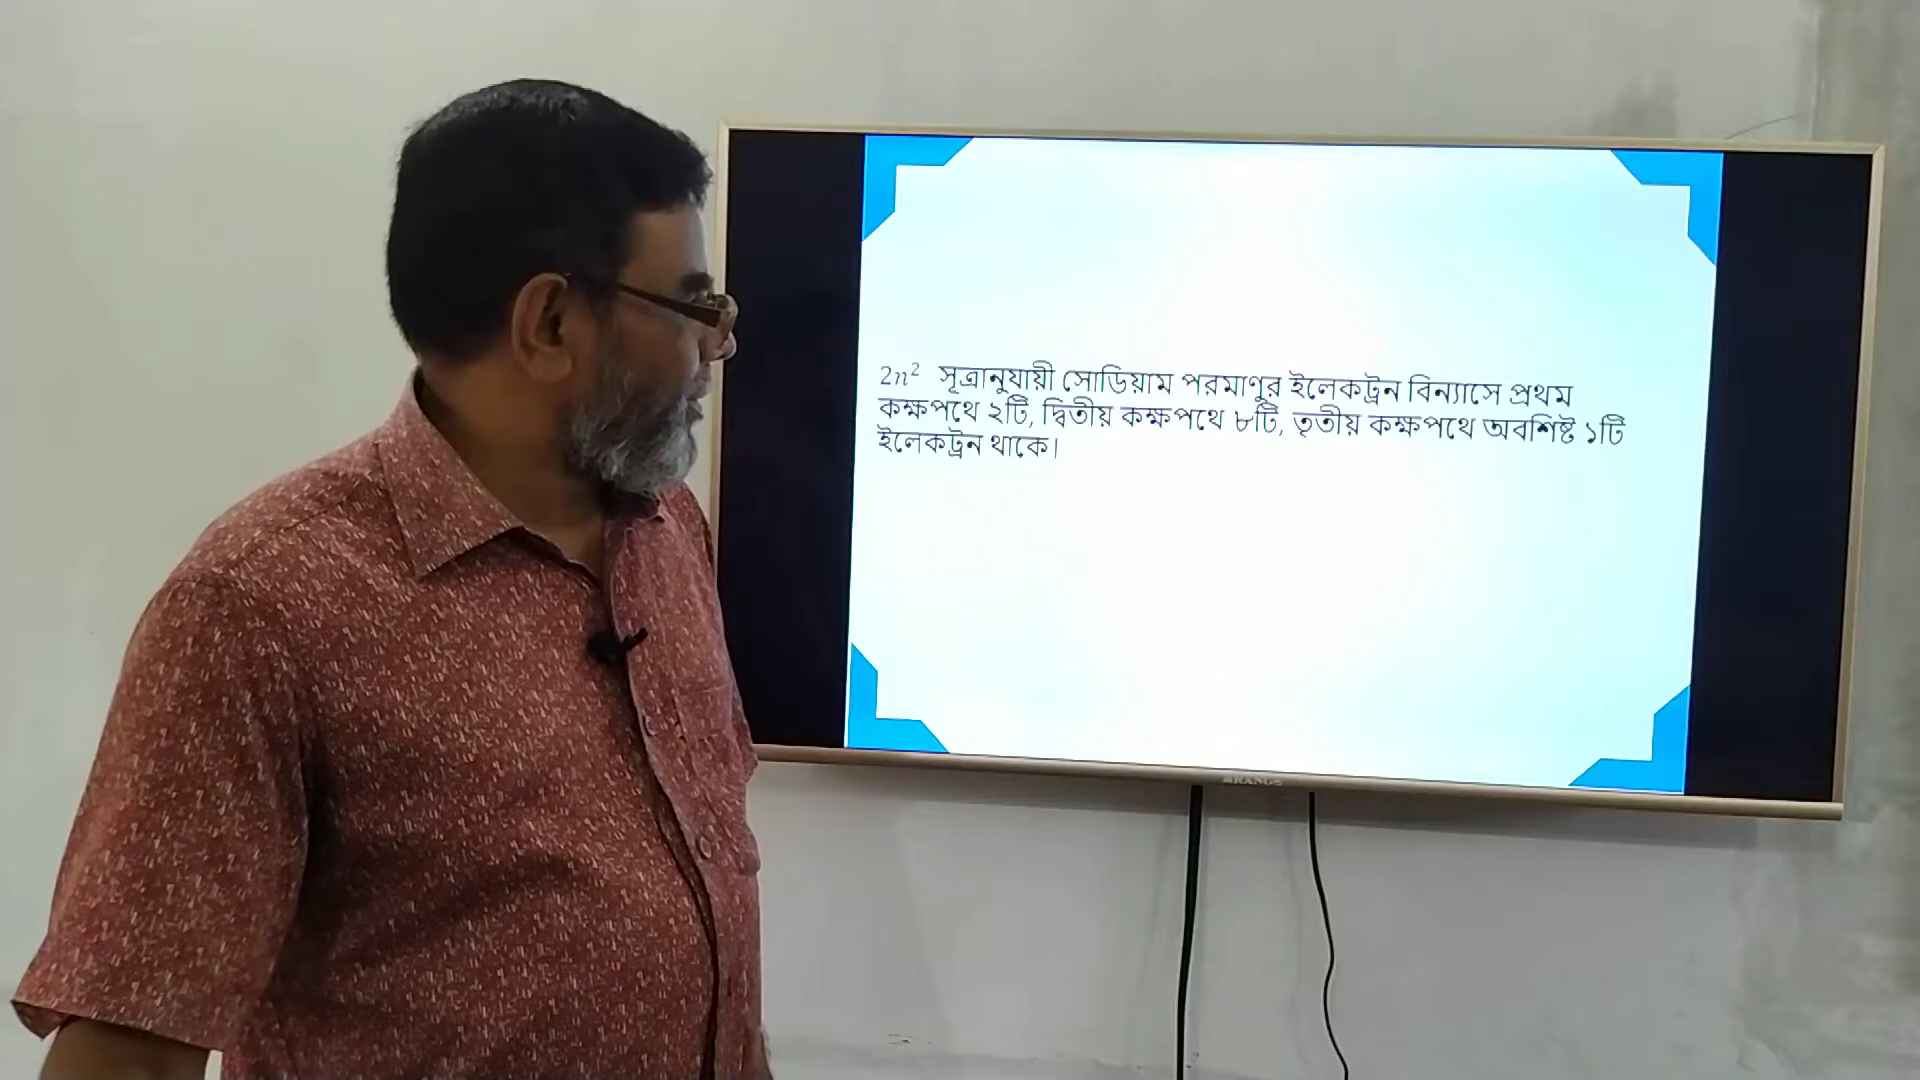 2n² সূত্রানুযায়ী সোডিয়াম পরমাণুর ইলেকট্রন বিন্যাসে প্রথম
কক্ষপথে ২টি, দ্বিতীয় কক্ষপথে ৮টি, তৃতীয় কক্ষপথে অবশিষ্ট ১টি
ইলেকট্রন থাকে।